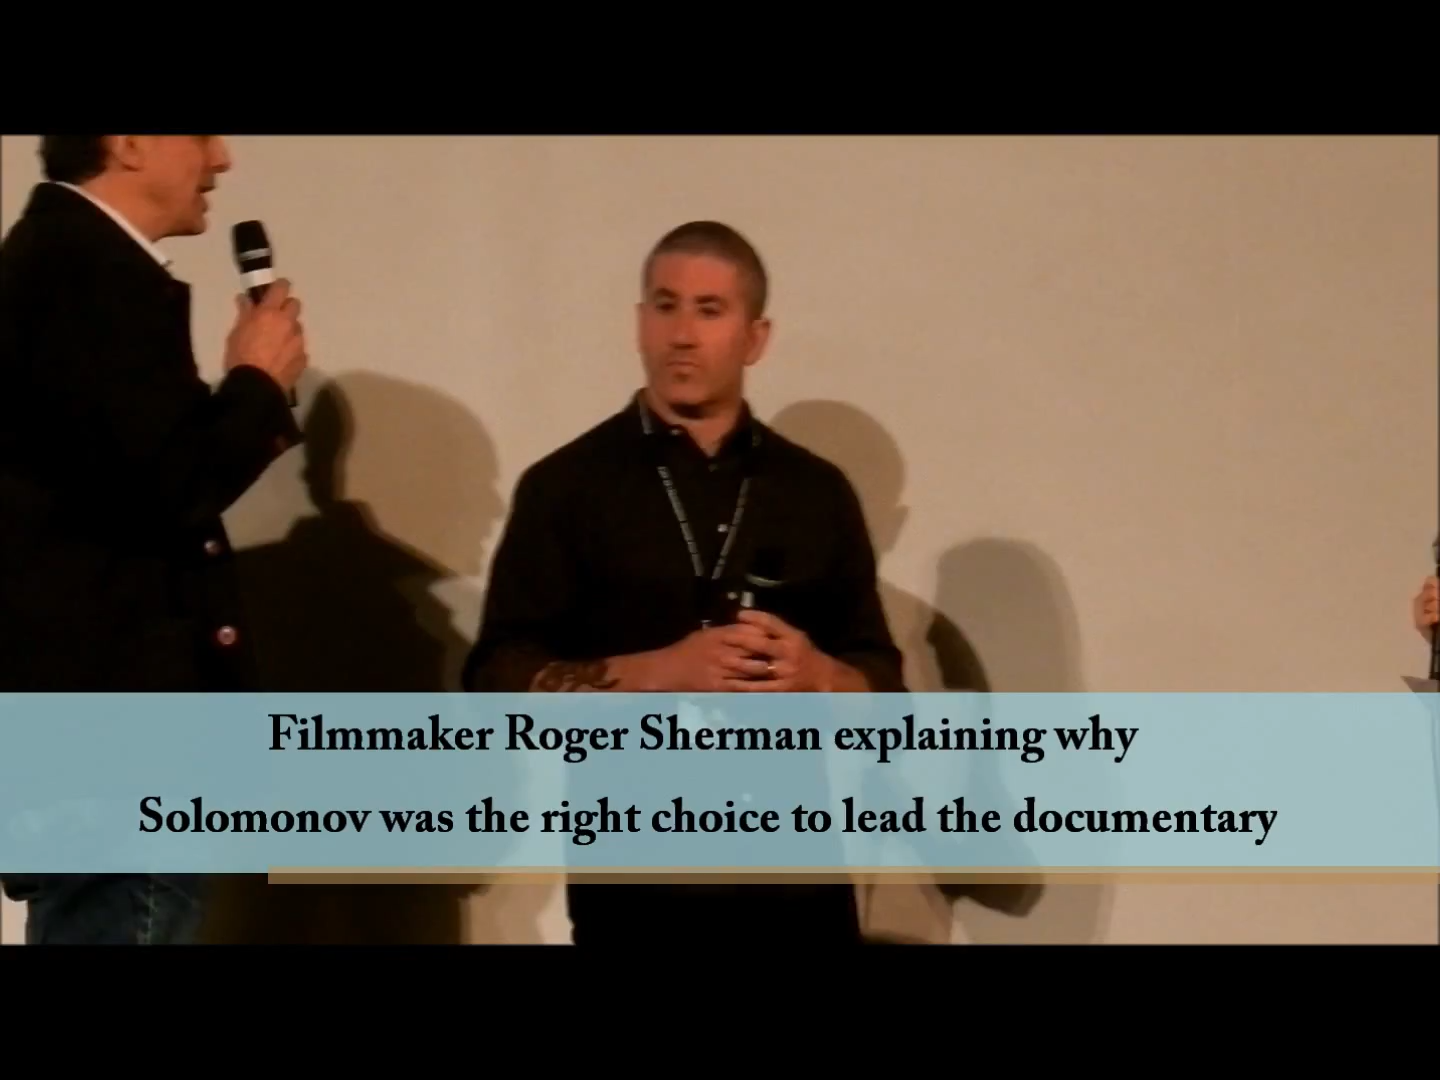 Filmmaker Roger Sherman explaining why
Solomonov was the right choice to lead the documentary